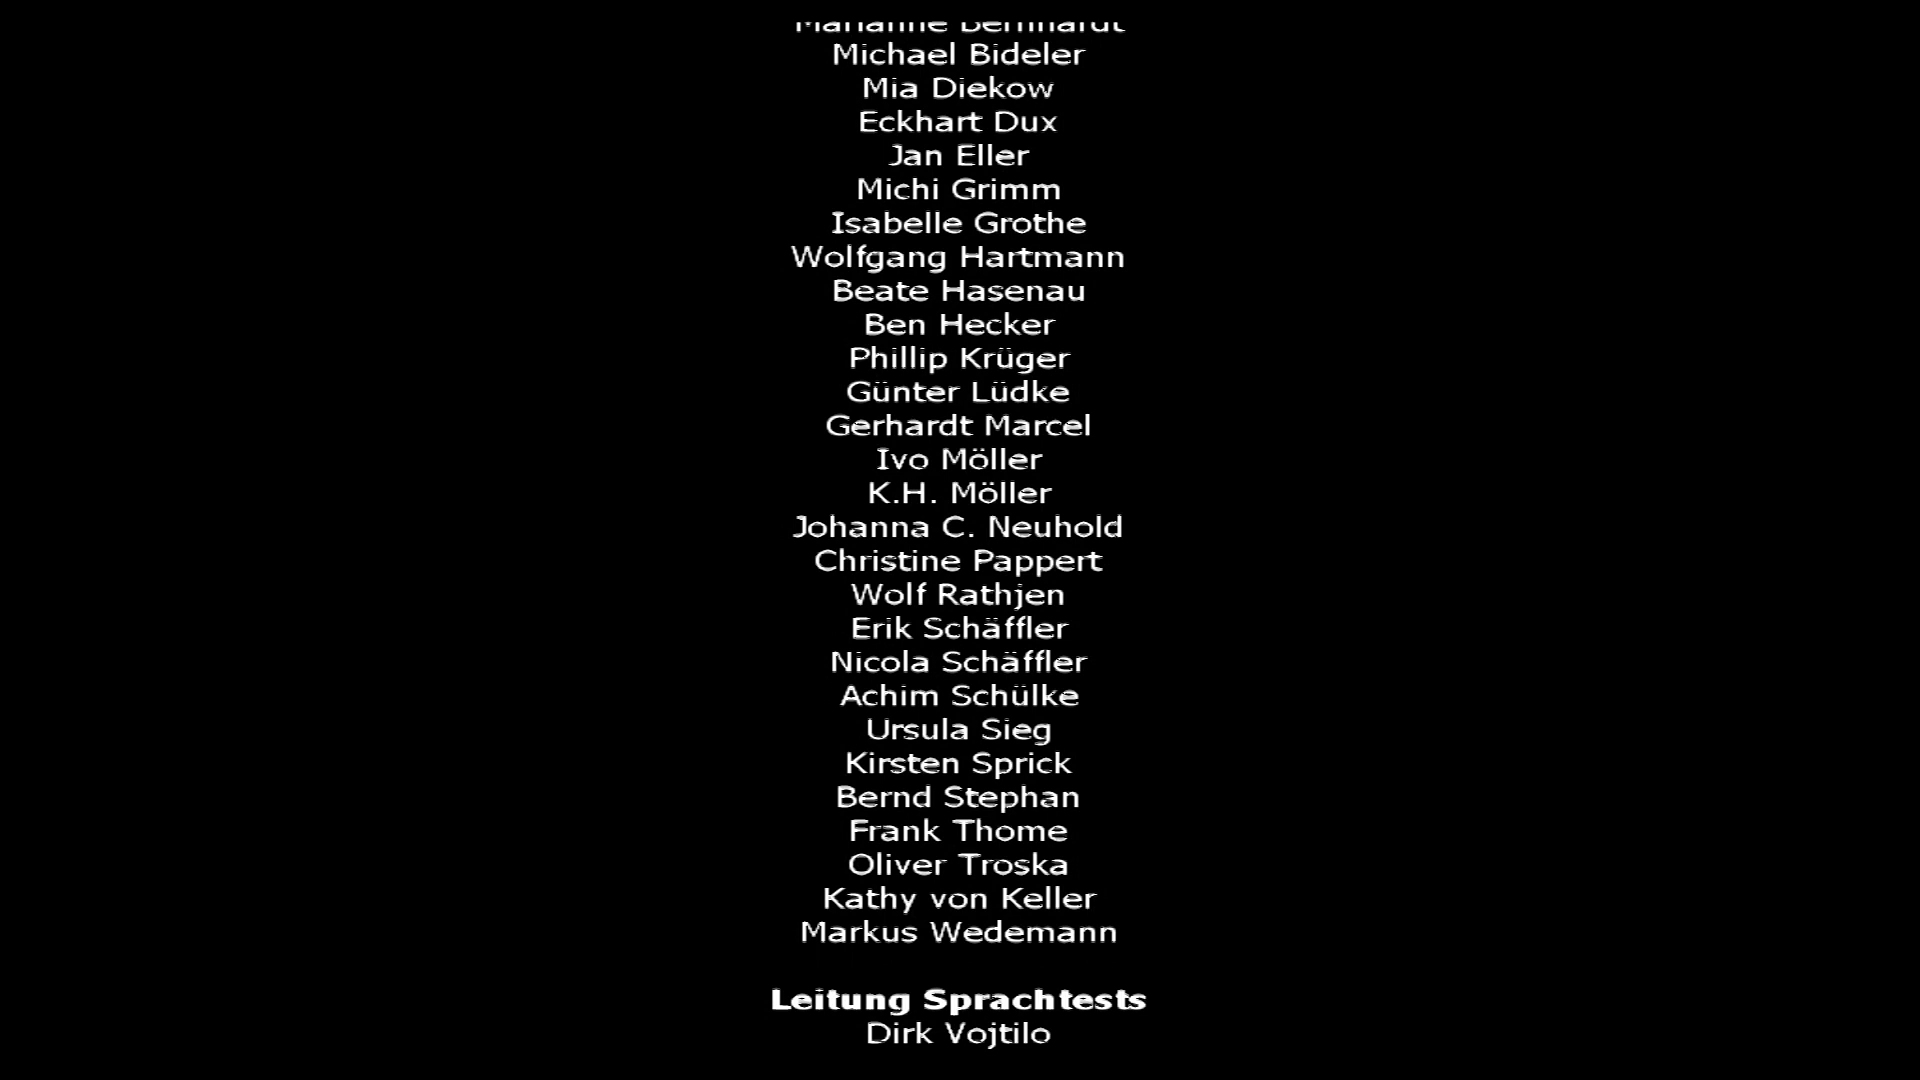 Marianne Bernhardt
Michael Bideler
Mia Diekow
Eckhart Dux
Jan Eller
Michi Grimm
Isabelle Grothe
Wolfgang Hartmann
Beate Hasenau
Ben Hecker
Phillip Krüger
Günter Lüdke
Gerhardt Marcel
Ivo Möller
K.H. Möller
Johanna C. Neuhold
Christine Pappert
Wolf Rathjen
Erik Schäffler
Nicola Schäffler
Achim Schülke
Ursula Sieg
Kirsten Sprick
Bernd Stephan
Frank Thome
Oliver Troska
Kathy von Keller
Markus Wedemann
Leitung Sprachtests
Dirk Vojtilo